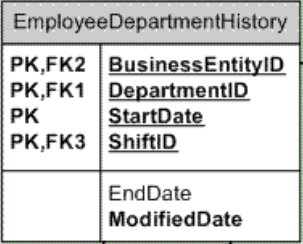 EmployeeDepartmentHistory
PK,FK2 BusinessEntityID
PK,FK1 DepartmentID
PK StartDate
PK,FK3 ShiftID
EndDate
ModifiedDate